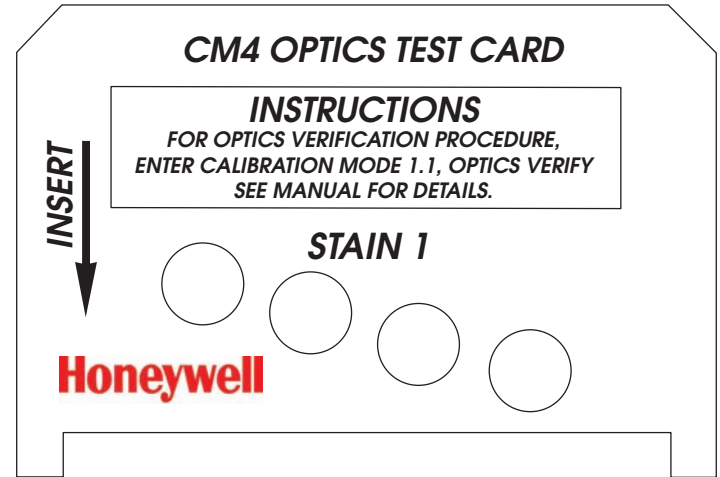 CM4 OPTICS TEST CARD
INSTRUCTIONS
FOR OPTICS VERIFICATION PROCEDURE,
ENTER CALIBRATION MODE 1.1, OPTICS VERIFY
SEE MANUAL FOR DETAILS.
INSERT
STAIN 1
Honeywell